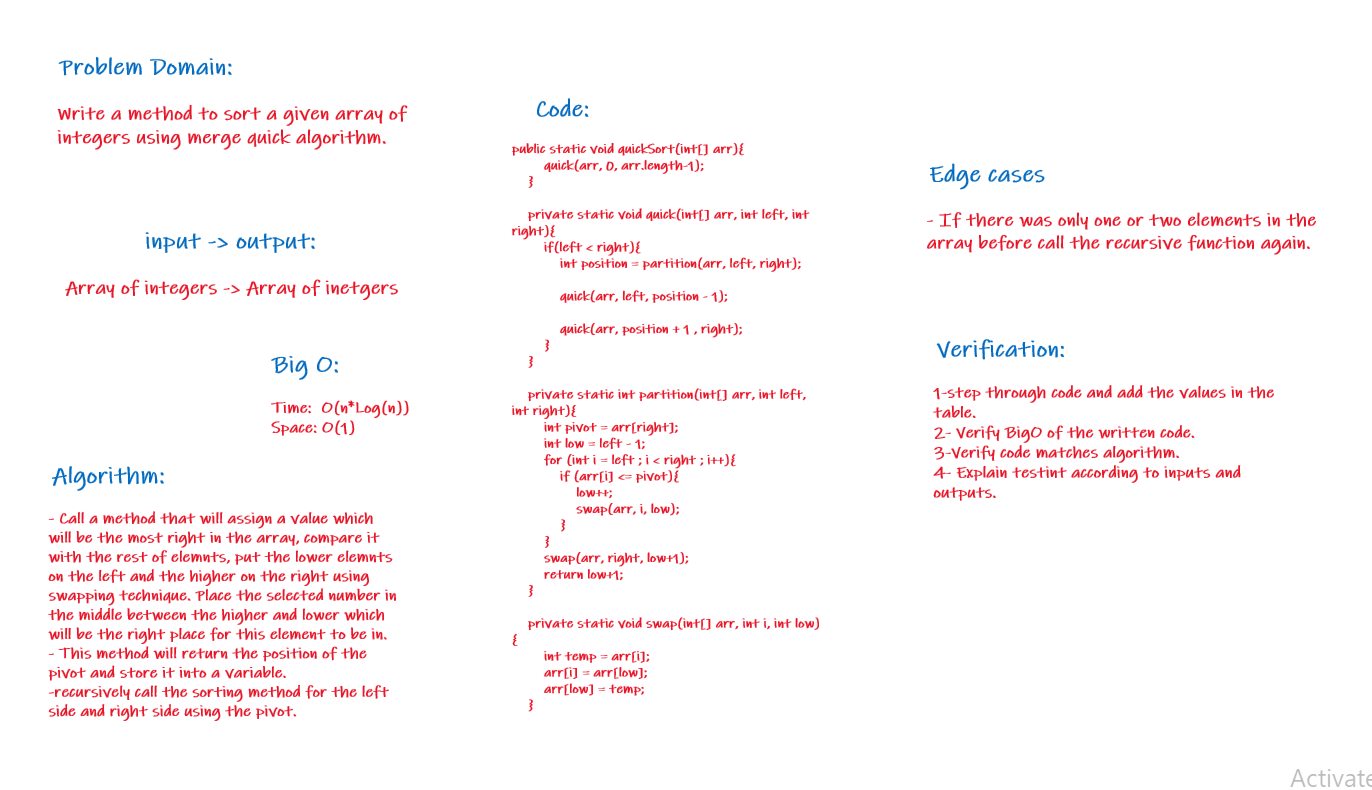 Problem Domain:
Write a method to sort a given array of
integers using merge quick algorithm.
input -> output:
Array of integers -> Array of inetgers
Big O:
Time: O(n*Log(n))
Space: O(1)
Algorithm:
- Call a method that will assign a value which
will be the most right in the array, compare it
with the rest of elemnts, put the lower elemnts
on the left and the higher on the right using
swapping technique. Place the selected number in
the middle between the higher and lower which
will be the right place for this element to be in.
- This method will return the position of the
pivot and store it into a variable.
-recursively call the sorting method for the left
side and right side using the pivot.
Code:
public static void quickSort(int[] arr){
quick(arr, 0, arr.length-1);
}
private static void quick(int[] arr, int left, int
right){
if(left < right){
int position = partition(arr, left, right);
quick(arr, left, position - 1);
quick(arr, position + 1 , right);
}
}
private static int partition(int[] arr, int left,
int right){
int pivot = arr[right];
int low = left - 1;
for (int i = left ; i < right ; i++){
if (arr[i] <= pivot){
low++;
swap(arr, i, low);
}
}
swap(arr, right, low+1);
return low+1;
}
private static void swap(int[] arr, int i, int low)
{
int temp = arr[i];
arr[i] = arr[low];
arr[low] = temp;
}
Edge cases
- If there was only one or two elements in the
array before call the recursive function again.
Verification:
1-step through code and add the values in the
table.
2- Verify BigO of the written code.
3-Verify code matches algorithm.
4- Explain testint according to inputs and
outputs.
Activate